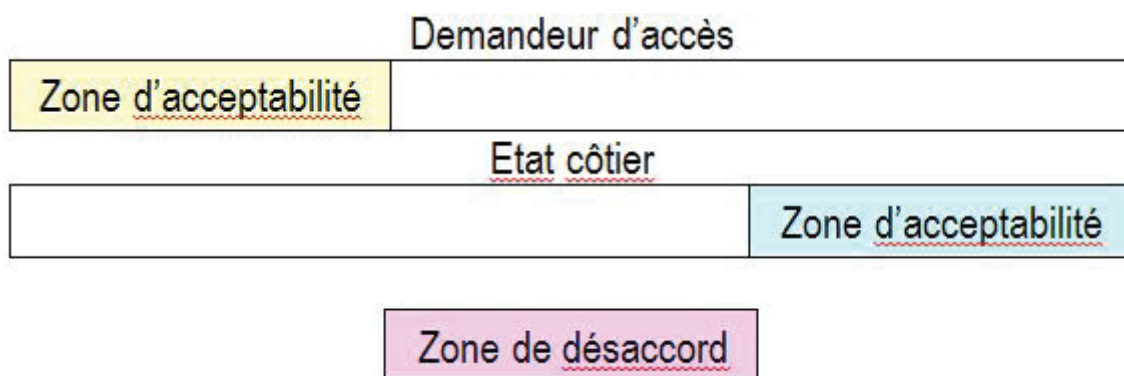 Demandeur d'accès
Zone d'acceptabilité
Etat côtier
Zone d'acceptabilité
Zone de désaccord